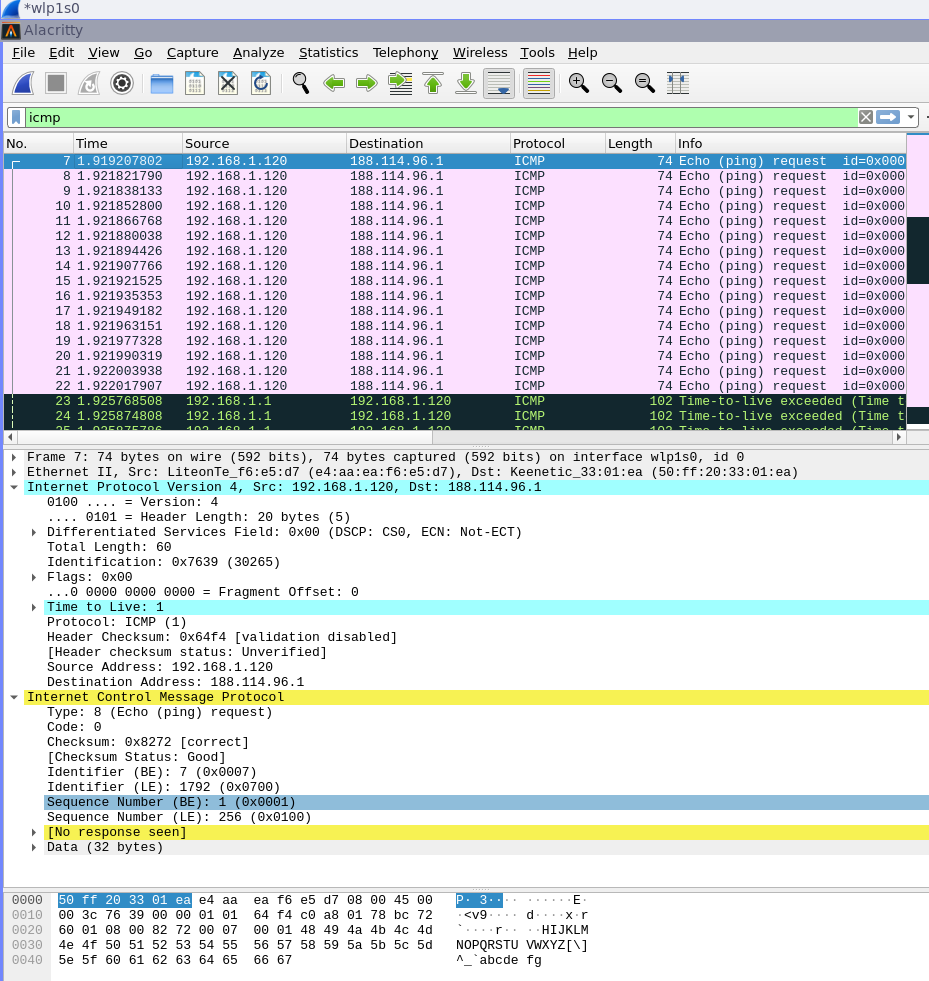 *wlp1s0
Alacritty
File Edit View Go Capture Analyze Statistics Telephony Wireless Tools Help
icmp
No. Time Source Destination Protocol Length Info
7 1.919207802 192.168.1.120 188.114.96.1 ICMP 74 Echo (ping) request id=0x000
8 1.921821790 192.168.1.120 188.114.96.1 ICMP 74 Echo (ping) request id=0x000
9 1.921838133 192.168.1.120 188.114.96.1 ICMP 74 Echo (ping) request id=0x000
10 1.921852800 192.168.1.120 188.114.96.1 ICMP 74 Echo (ping) request id=0x000
11 1.921866768 192.168.1.120 188.114.96.1 ICMP 74 Echo (ping) request id=0x000
12 1.921880038 192.168.1.120 188.114.96.1 ICMP 74 Echo (ping) request id=0x000
13 1.921894426 192.168.1.120 188.114.96.1 ICMP 74 Echo (ping) request id=0x000
14 1.921907766 192.168.1.120 188.114.96.1 ICMP 74 Echo (ping) request id=0x000
15 1.921921525 192.168.1.120 188.114.96.1 ICMP 74 Echo (ping) request id=0x000
16 1.921935353 192.168.1.120 188.114.96.1 ICMP 74 Echo (ping) request id=0x000
17 1.921949182 192.168.1.120 188.114.96.1 ICMP 74 Echo (ping) request id=0x000
18 1.921963151 192.168.1.120 188.114.96.1 ICMP 74 Echo (ping) request id=0x000
19 1.921977328 192.168.1.120 188.114.96.1 ICMP 74 Echo (ping) request id=0x000
20 1.921990319 192.168.1.120 188.114.96.1 ICMP 74 Echo (ping) request id=0x000
21 1.922003938 192.168.1.120 188.114.96.1 ICMP 74 Echo (ping) request id=0x000
22 1.922017907 192.168.1.120 188.114.96.1 ICMP 74 Echo (ping) request id=0x000
23 1.925768508 192.168.1.1 192.168.1.120 ICMP 102 Time-to-live exceeded (Time t
24 1.925874808 192.168.1.1 192.168.1.120 ICMP 102 Time-to-live exceeded (Time t
Frame 7: 74 bytes on wire (592 bits), 74 bytes captured (592 bits) on interface wlp1s0, id 0
Ethernet II, Src: LiteonTe_f6:e5:d7 (e4:aa:ea:f6:e5:d7), Dst: Keenetic_33:01:ea (50:ff:20:33:01:ea)
Internet Protocol Version 4, Src: 192.168.1.120, Dst: 188.114.96.1
0100 .... = Version: 4
.... 0101 = Header Length: 20 bytes (5)
Differentiated Services Field: 0x00 (DSCP: CS0, ECN: Not-ECT)
Total Length: 60
Identification: 0x7639 (30265)
Flags: 0x00
...0 0000 0000 0000 = Fragment Offset: 0
Time to Live: 1
Protocol: ICMP (1)
Header Checksum: 0x64f4 [validation disabled]
[Header checksum status: Unverified]
Source Address: 192.168.1.120
Destination Address: 188.114.96.1
Internet Control Message Protocol
Type: 8 (Echo (ping) request)
Code: 0
Checksum: 0x8272 [correct]
[Checksum Status: Good]
Identifier (BE): 7 (0x0007)
Identifier (LE): 1792 (0x0700)
Sequence Number (BE): 1 (0x0001)
Sequence Number (LE): 256 (0x0100)
[No response seen]
Data (32 bytes)
0000 50 ff 20 33 01 ea e4 aa ea f6 e5 d7 08 00 45 00 P· 3···· ······E·
0010 00 3c 76 39 00 00 01 01 64 f4 c0 a8 01 78 bc 72 ·<v9···· d····x·r
0020 60 01 08 00 82 72 00 07 00 01 48 49 4a 4b 4c 4d `····r·· ··HIJKLM
0030 4e 4f 50 51 52 53 54 55 56 57 58 59 5a 5b 5c 5d NOPQRSTU VWXYZ[\]
0040 5e 5f 60 61 62 63 64 65 66 67 ^_`abcde fg